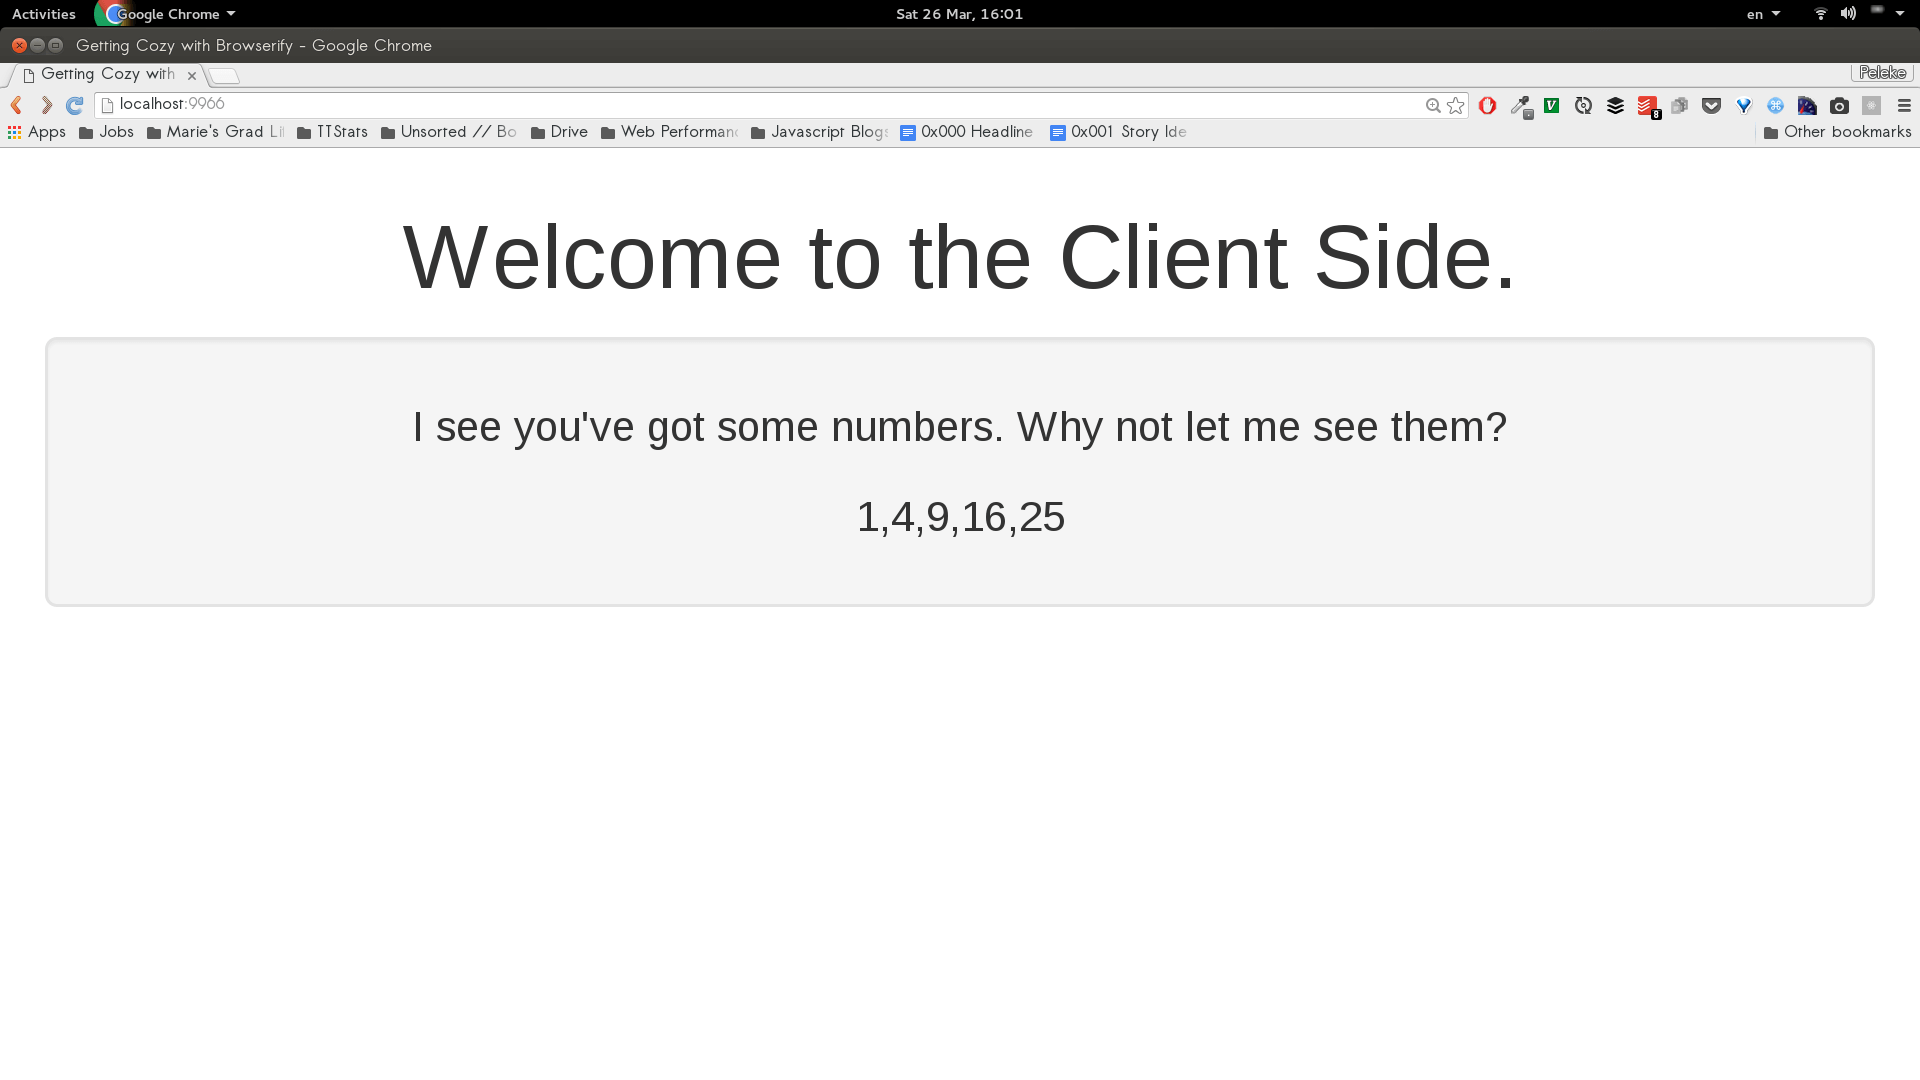 Activities Google Chrome Sat 26 Mar, 16:01 en
Getting Cozy with Browserify - Google Chrome
Getting Cozy with Peleke
localhost:9966
8
Apps Jobs Marie's Grad Li TTStats Unsorted // Bo Drive Web Performan Javascript Blogs 0x000 Headline 0x001 Story Ide Other bookmarks
Welcome to the Client Side.
I see you've got some numbers. Why not let me see them?
1,4,9,16,25